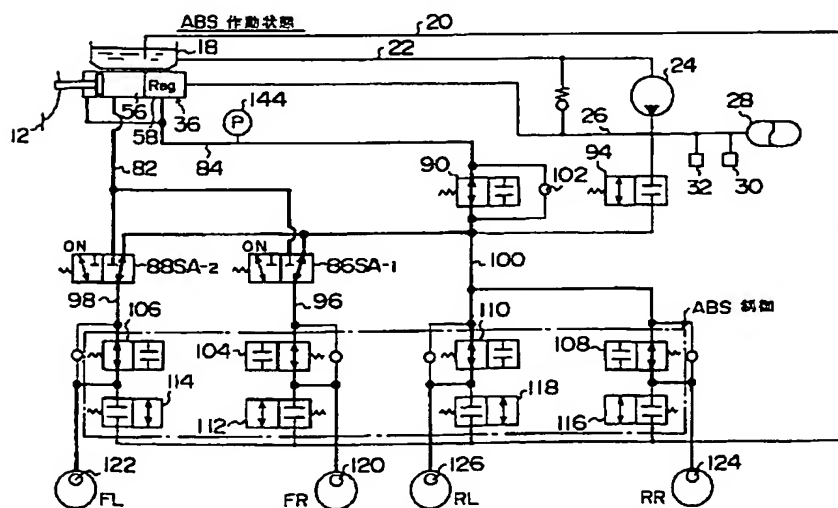 ABS 作動状態
18
20
22
24
Reg
144
P
12
56
58
36
26
28
82
84
90
102
94
32
30
ON
88SA-2
ON
86SA-1
100
98
106
96
110
ABS 制御
104
108
114
112
118
116
122
FL
FR
120
126
RL
RR
124